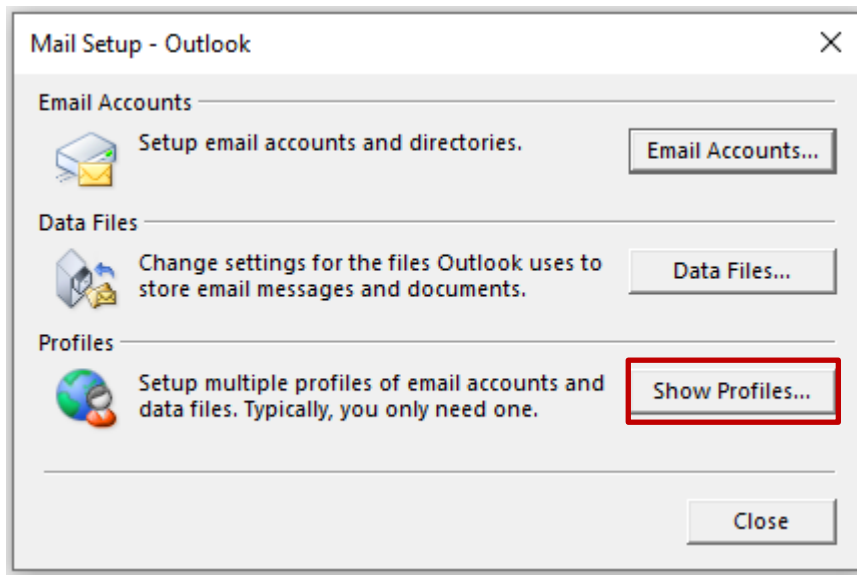 Mail Setup - Outlook
Email Accounts
Setup email accounts and directories.
Email Accounts...
Data Files
Change settings for the files Outlook uses to
store email messages and documents.
Data Files...
Profiles
Setup multiple profiles of email accounts and
data files. Typically, you only need one.
Show Profiles...
Close